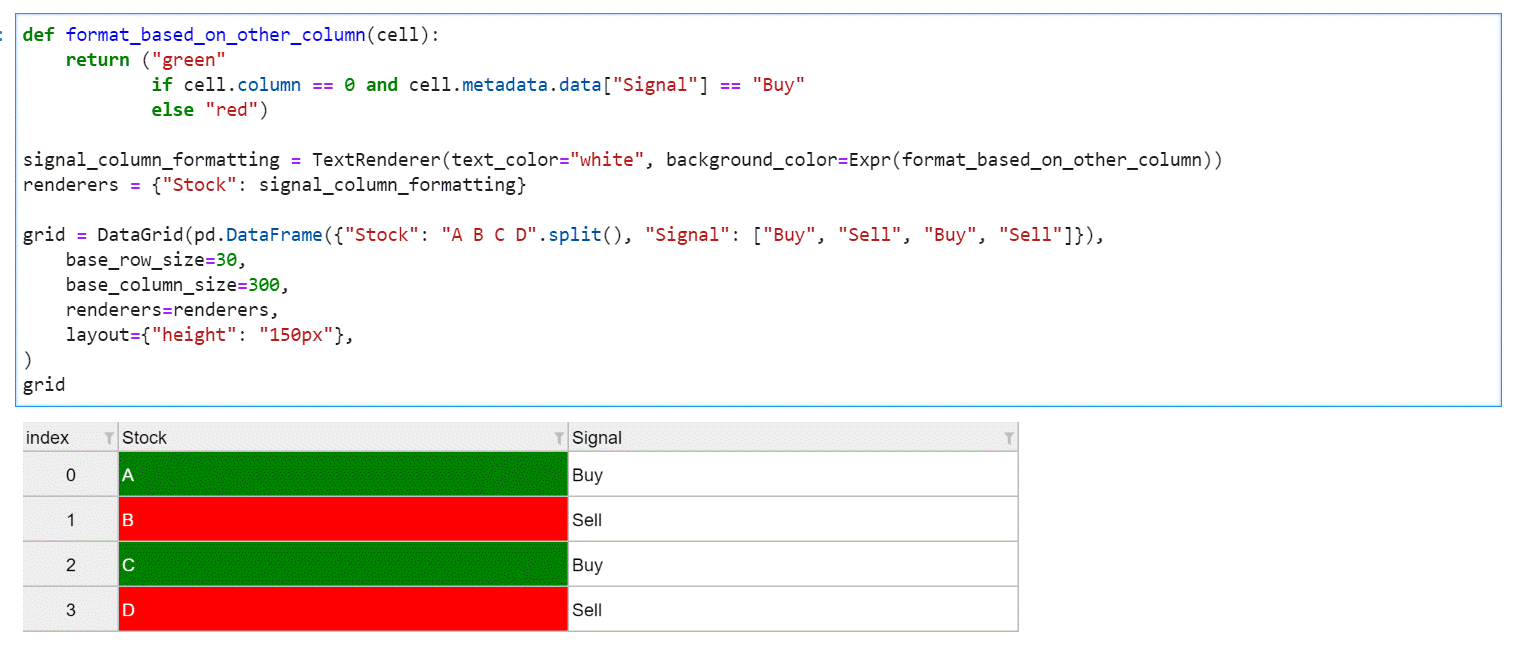 :
def format_based_on_other_column(cell):
    return ("green"
            if cell.column == 0 and cell.metadata.data["Signal"] == "Buy"
            else "red")

signal_column_formatting = TextRenderer(text_color="white", background_color=Expr(format_based_on_other_column))
renderers = {"Stock": signal_column_formatting}

grid = DataGrid(pd.DataFrame({"Stock": "A B C D".split(), "Signal": ["Buy", "Sell", "Buy", "Sell"]}),
    base_row_size=30,
    base_column_size=300,
    renderers=renderers,
    layout={"height": "150px"},
)
grid
index Stock Signal
0 A Buy
1 B Sell
2 C Buy
3 D Sell